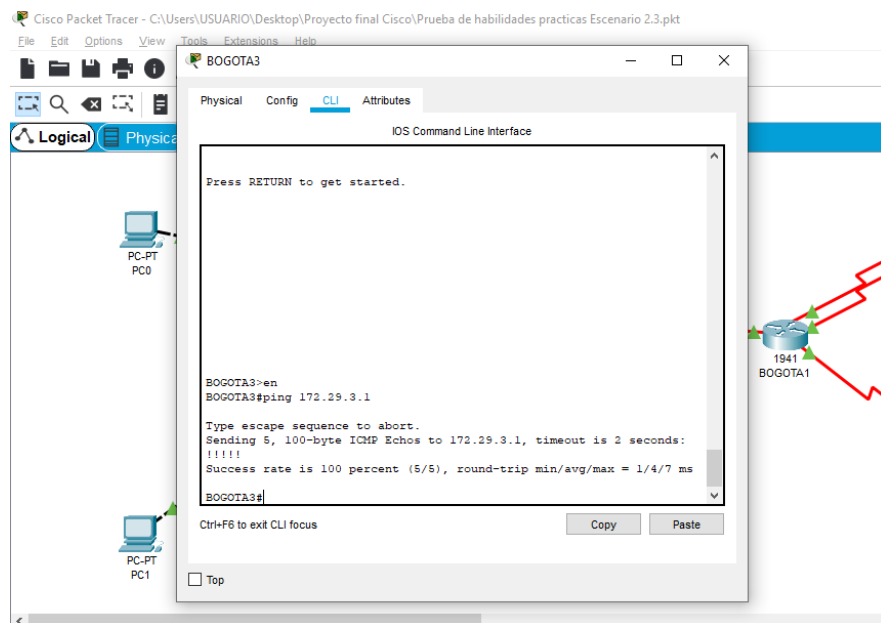 Cisco Packet Tracer - C:\Users\USUARIO\Desktop\Proyecto final Cisco\Prueba de habilidades practicas Escenario 2.3.pkt
File Edit Options View Tools Extensions Help
BOGOTA3
Physical Config CLI Attributes
Logical Physica
IOS Command Line Interface
Press RETURN to get started.
PC-PT
PC0
1941
BOGOTA1
BOGOTA3>en
BOGOTA3#ping 172.29.3.1
Type escape sequence to abort.
Sending 5, 100-byte ICMP Echos to 172.29.3.1, timeout is 2 seconds:
!!!!!
Success rate is 100 percent (5/5), round-trip min/avg/max = 1/4/7 ms
BOGOTA3#
Ctrl+F6 to exit CLI focus
Copy Paste
PC-PT
PC1
Top